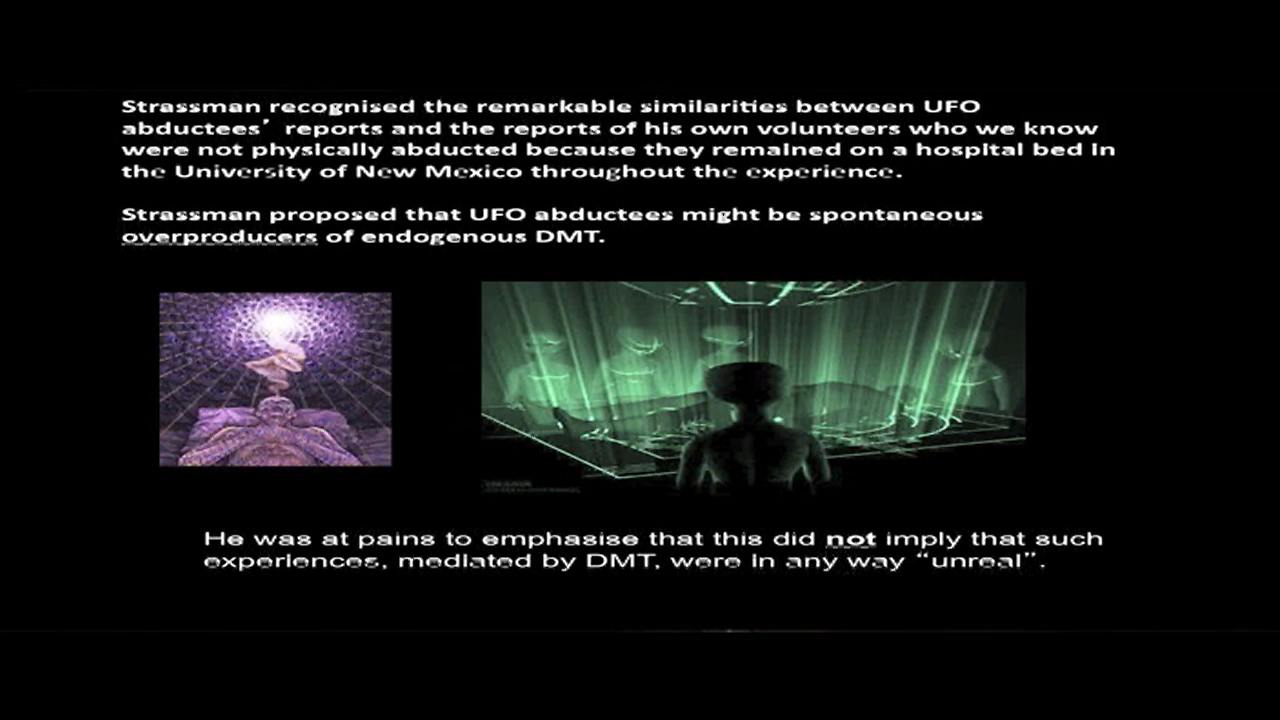 Strassman recognised the remarkable similarities between UFO
abductees’ reports and the reports of his own volunteers who we know
were not physically abducted because they remained on a hospital bed in
the University of New Mexico throughout the experience.
Strassman proposed that UFO abductees might be spontaneous
overproducers of endogenous DMT.
He was at pains to emphasise that this did not imply that such
experiences, mediated by DMT, were in any way “unreal”.